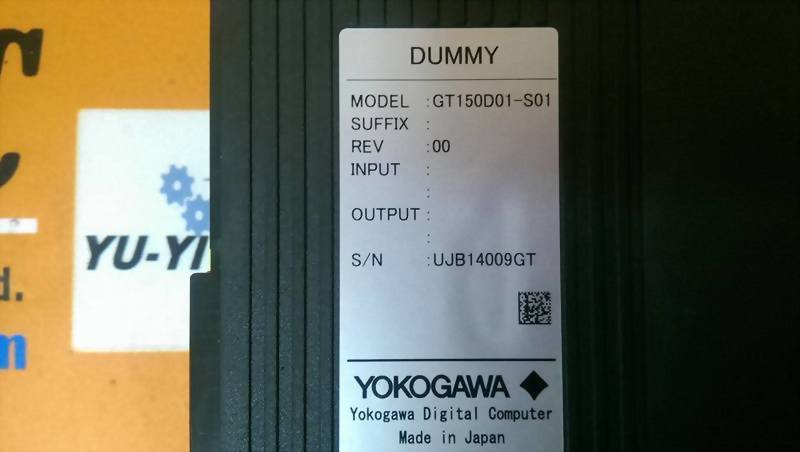 DUMMY
MODEL :GT150D01-S01
SUFFIX :
REV :00
INPUT :
:
OUTPUT :
:
S/N :UJB14009GT
YOKOGAWA
Yokogawa Digital Computer
Made in Japan
YU-YI
d.
m